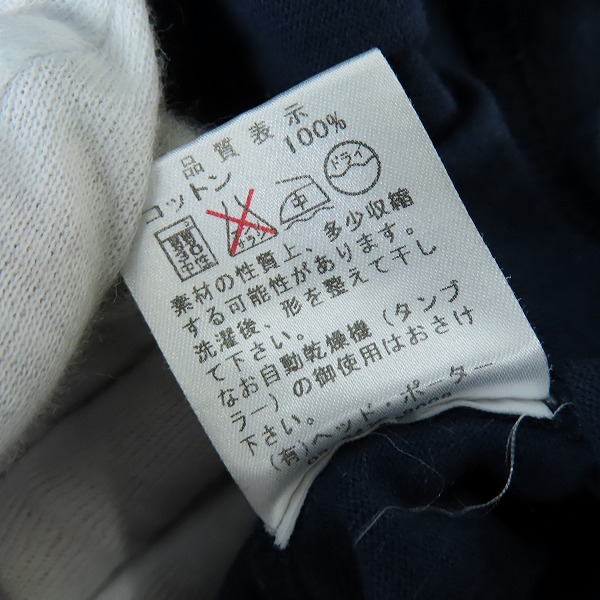 品質表示
コットン 100%
30
中性
エンソサラシ
中
ドライ
素材の性質上、多少収縮
する可能性があります。
洗濯後、形を整えて干し
て下さい。
なお自動乾燥機（タンブ
ラー）の御使用はおさけ
下さい。
(有)ヘッド・ポーター